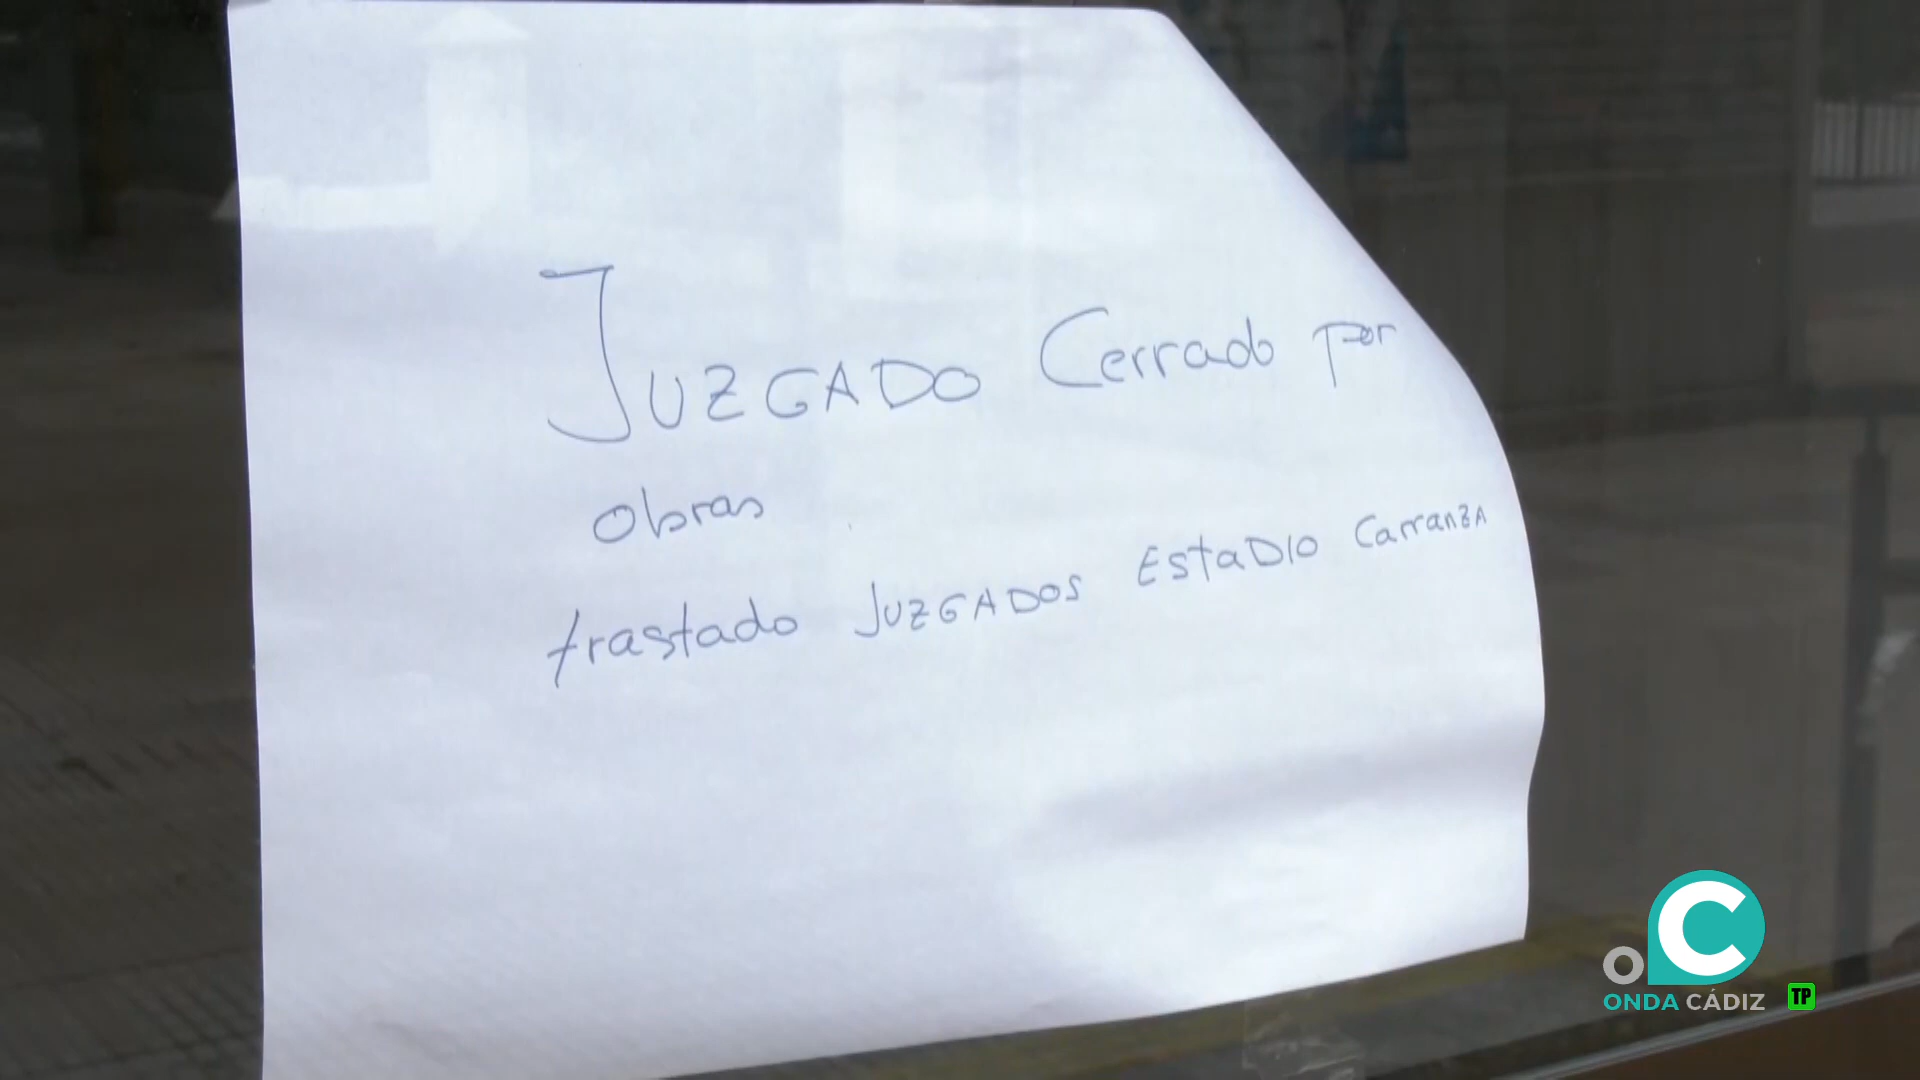 JUZGADO Cerrado por
obras
trastado JUZGADOS EstaDIO CarranZA
O C
ONDA CÁDIZ TP